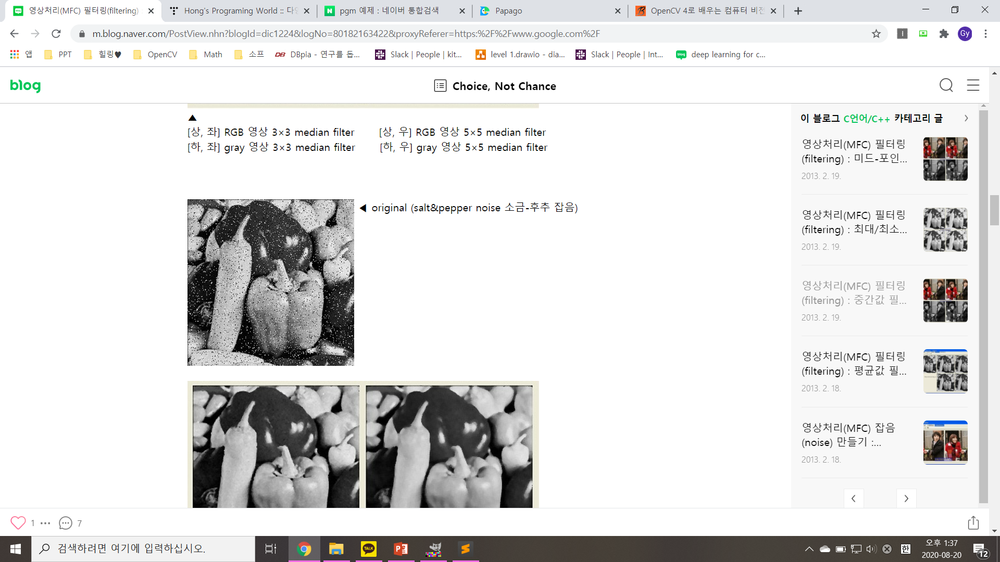 영상처리(MFC) 필터링(filtering)
Hong's Programing World :: 다양
pgm 예제 : 네이버 통합검색
Papago
OpenCV 4로 배우는 컴퓨터 비전
m.blog.naver.com/PostView.nhn?blogId=dic1224&logNo=80182163422&proxyReferer=https:%2F%2Fwww.google.com%2F
Gy
앱
PPT
힐링♥
OpenCV
Math
소프
DBpia - 연구를 돕...
Slack | People | kit...
level 1.drawio - dia...
Slack | People | Int...
deep learning for c...
blog
Choice, Not Chance
▲
[상, 좌] RGB 영상 3×3 median filter [상, 우] RGB 영상 5×5 median filter
[하, 좌] gray 영상 3×3 median filter [하, 우] gray 영상 5×5 median filter
◀ original (salt&pepper noise 소금-후추 잡음)
이 블로그 C언어/C++ 카테고리 글
영상처리(MFC) 필터링
(filtering) : 미드-포인...
2013. 2. 19.
영상처리(MFC) 필터링
(filtering) : 최대/최소...
2013. 2. 19.
영상처리(MFC) 필터링
(filtering) : 중간값 필...
2013. 2. 19.
영상처리(MFC) 필터링
(filtering) : 평균값 필...
2013. 2. 18.
영상처리(MFC) 잡음
(noise) 만들기 :...
2013. 2. 18.
1
7
검색하려면 여기에 입력하십시오.
TALK
한
오후 1:37
2020-08-20
12